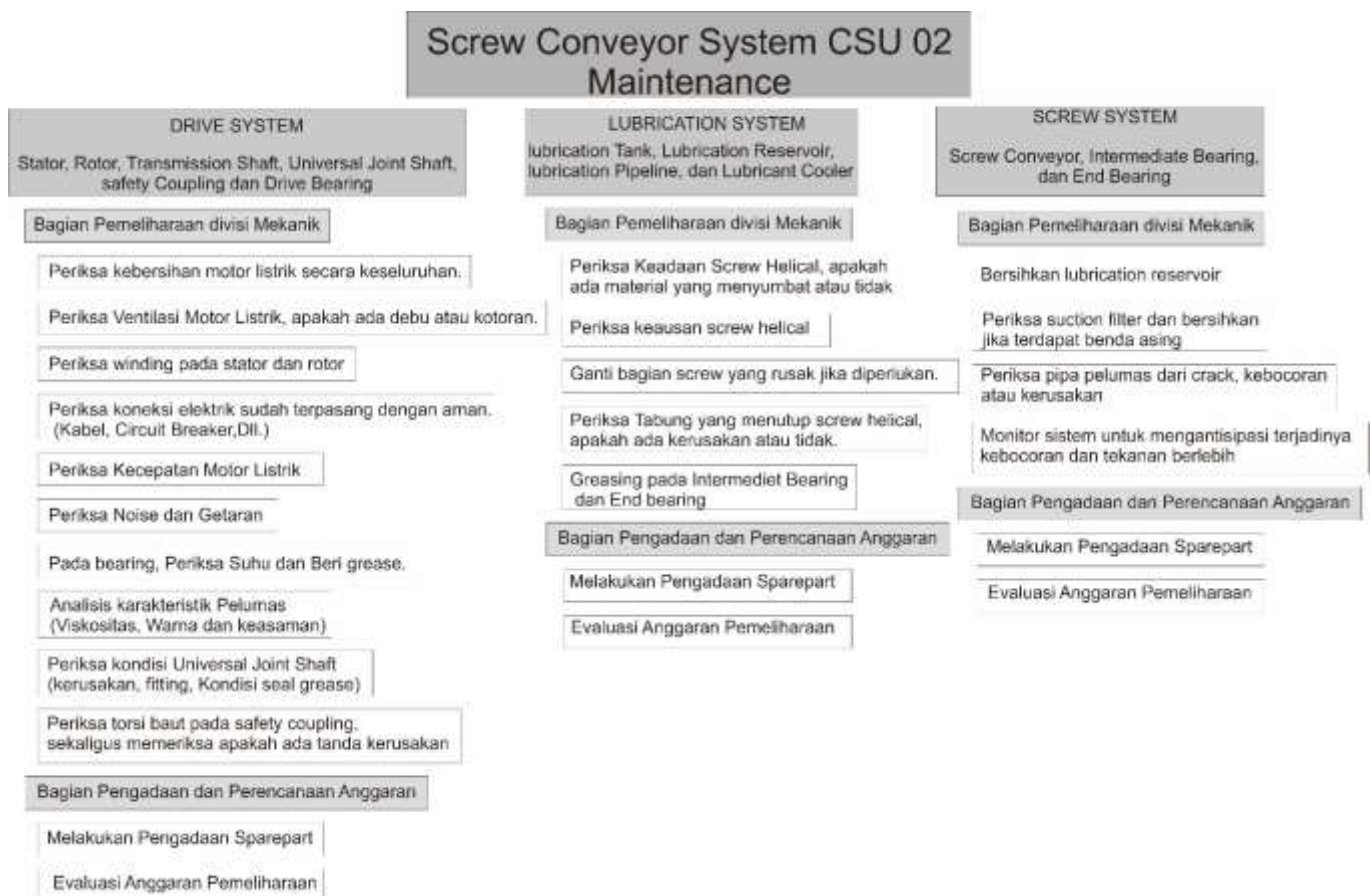 Screw Conveyor System CSU 02
Maintenance
DRIVE SYSTEM
Stator, Rotor, Transmission Shaft, Universal Joint Shaft,
safety Coupling dan Drive Bearing
Bagian Pemeliharaan divisi Mekanik
Periksa kebersihan motor listrik secara keseluruhan.
Periksa Ventilasi Motor Listrik, apakah ada debu atau kotoran.
Periksa winding pada stator dan rotor
Periksa koneksi elektrik sudah terpasang dengan aman.
(Kabel, Circuit Breaker,Dll.)
Periksa Kecepatan Motor Listrik
Periksa Noise dan Getaran
Pada bearing, Periksa Suhu dan Beri grease.
Analisis karakteristik Pelumas
(Viskositas, Warna dan keasaman)
Periksa kondisi Universal Joint Shaft
(kerusakan, fitting, Kondisi seal grease)
Periksa torsi baut pada safety coupling,
sekaligus memeriksa apakah ada tanda kerusakan
Bagian Pengadaan dan Perencanaan Anggaran
Melakukan Pengadaan Sparepart
Evaluasi Anggaran Pemeliharaan
LUBRICATION SYSTEM
lubrication Tank, Lubrication Reservoir,
lubrication Pipeline, dan Lubricant Cooler
Bagian Pemeliharaan divisi Mekanik
Periksa Keadaan Screw Helical, apakah
ada material yang menyumbat atau tidak
Periksa keausan screw helical
Ganti bagian screw yang rusak jika diperlukan.
Periksa Tabung yang menutup screw helical,
apakah ada kerusakan atau tidak.
Greasing pada Intermediet Bearing
dan End bearing
Bagian Pengadaan dan Perencanaan Anggaran
Melakukan Pengadaan Sparepart
Evaluasi Anggaran Pemeliharaan
SCREW SYSTEM
Screw Conveyor, Intermediate Bearing,
dan End Bearing
Bagian Pemeliharaan divisi Mekanik
Bersihkan lubrication reservoir
Periksa suction filter dan bersihkan
jika terdapat benda asing
Periksa pipa pelumas dari crack, kebocoran
atau kerusakan
Monitor sistem untuk mengantisipasi terjadinya
kebocoran dan tekanan berlebih
Bagian Pengadaan dan Perencanaan Anggaran
Melakukan Pengadaan Sparepart
Evaluasi Anggaran Pemeliharaan